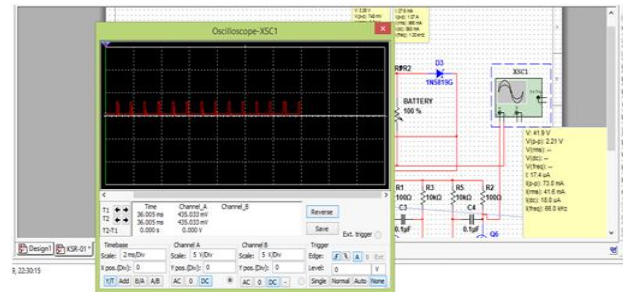 Oscilloscope-XSC1
D3
1N5819G
BATTERY
100 %
XSC1
V: 41.9 V
V(p-p): 2.21 V
V(rms): --
V(dc): --
V(freq): --
I: 17.4 uA
I(p-p): 73.0 mA
I(rms): 41.6 mA
I(freq): 66.0 kHz
R1
100Ω
R3
10kΩ
R5
10kΩ
R2
100Ω
C3
0.1µF
C4
0.1µF
Q6
Time
Channel_A
Channel_B
T1
36.005 ms
435.033 mV
T2
36.005 ms
435.033 mV
T2-T1
0.000 s
0.000 V
Reverse
Save
Ext. trigger
Timebase
Scale: 2 ms/Div
X pos.(Div): 0
Y/T
Add
B/A
A/B
Channel A
Scale: 5 V/Div
Y pos.(Div): 0
AC
0
DC
Channel B
Scale: 5 V/Div
Y pos.(Div): 0
AC
0
DC
-
Trigger
Edge:
A
B
Ext
Level: 0
V
Single
Normal
Auto
None
Design1
KSR-01 *
9, 22:30:15